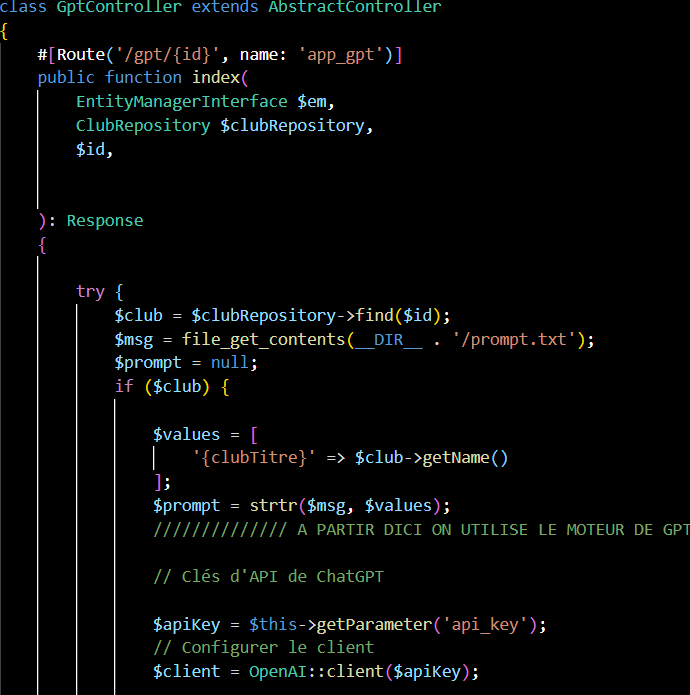 class GptController extends AbstractController
{
#[Route('/gpt/{id}', name: 'app_gpt')]
public function index(
EntityManagerInterface $em,
ClubRepository $clubRepository,
$id,
): Response
{
try {
$club = $clubRepository->find($id);
$msg = file_get_contents(__DIR__ . '/prompt.txt');
$prompt = null;
if ($club) {
$values = [
'{clubTitre}' => $club->getName()
];
$prompt = strtr($msg, $values);
////////////// A PARTIR DICI ON UTILISE LE MOTEUR DE GPT
// Clés d'API de ChatGPT
$apiKey = $this->getParameter('api_key');
// Configurer le client
$client = OpenAI::client($apiKey);